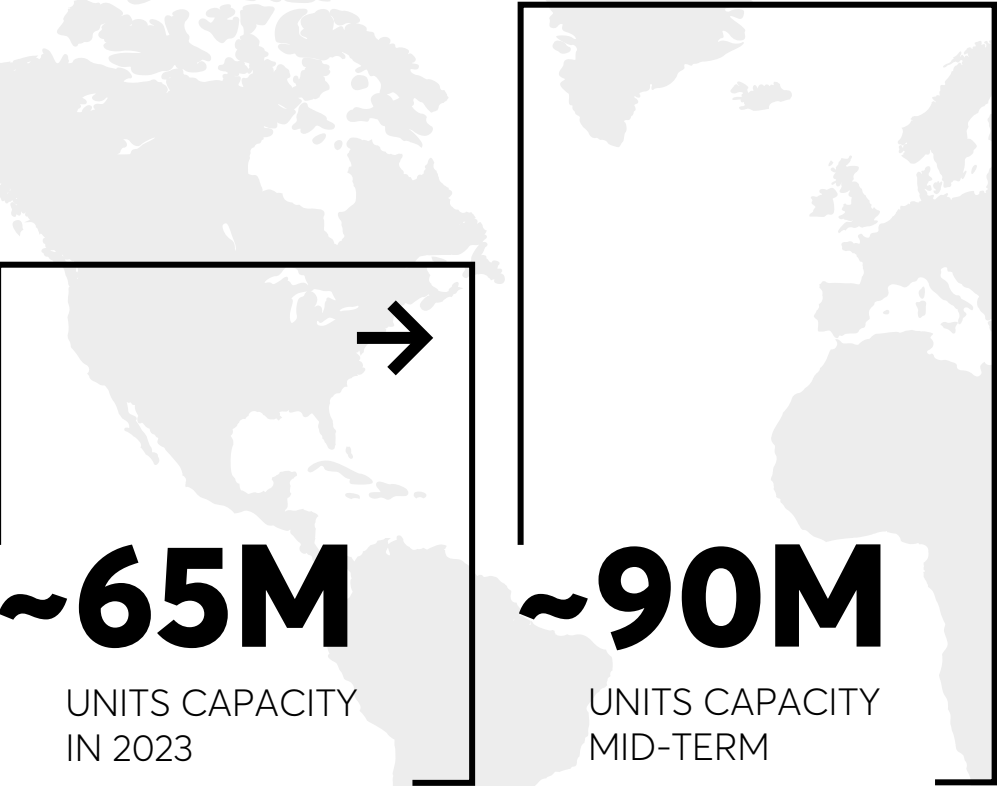 ~65M
UNITS CAPACITY
IN 2023
~90M
UNITS CAPACITY
MID-TERM